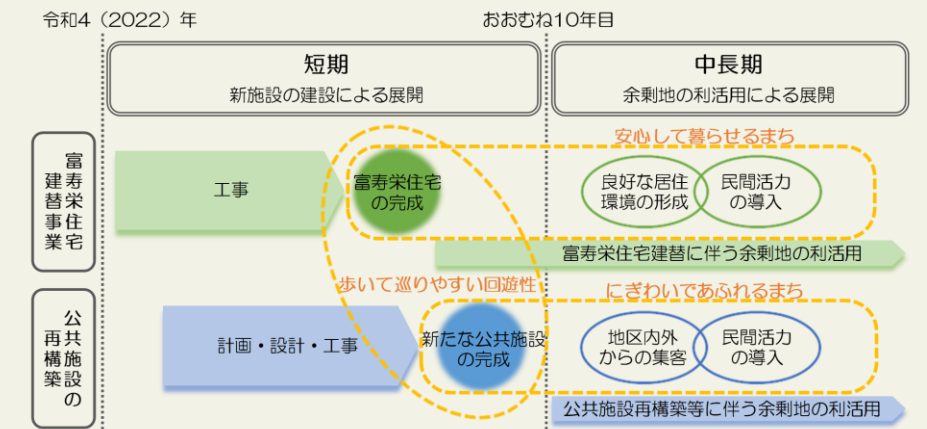 令和4（2022）年
おおむね10年目
短期
新施設の建設による展開
中長期
余剰地の利活用による展開
富寿栄住宅
建替事業
工事
富寿栄住宅
の完成
安心して暮らせるまち
良好な居住
環境の形成
民間活力
の導入
富寿栄住宅建替に伴う余剰地の利活用
歩いて巡りやすい回遊性
公共施設の
再構築
計画・設計・工事
新たな公共施設
の完成
にぎわいであふれるまち
地区内外
からの集客
民間活力
の導入
公共施設再構築等に伴う余剰地の利活用